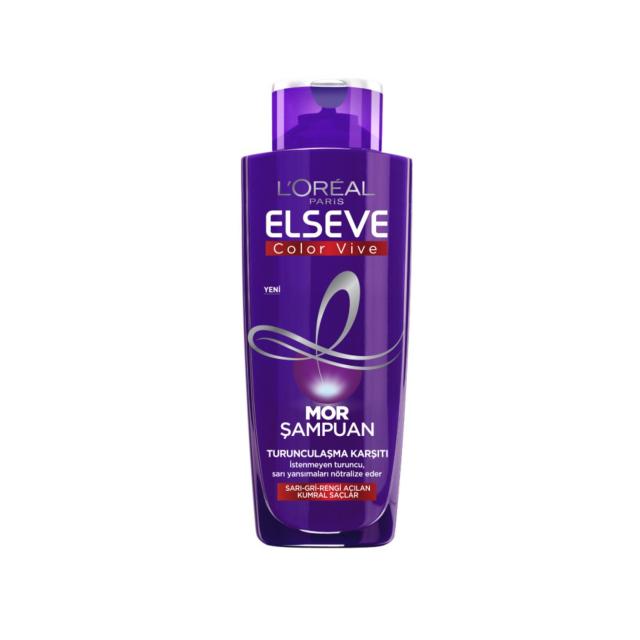 L'ORÉAL
PARIS
ELSEVE
Color Vive
YENİ
MOR
ŞAMPUAN
TURUNCULAŞMA KARŞITI
İstenmeyen turuncu,
sarı yansımaları nötralize eder
SARI-GRİ-RENGİ AÇILAN
KUMRAL SAÇLAR